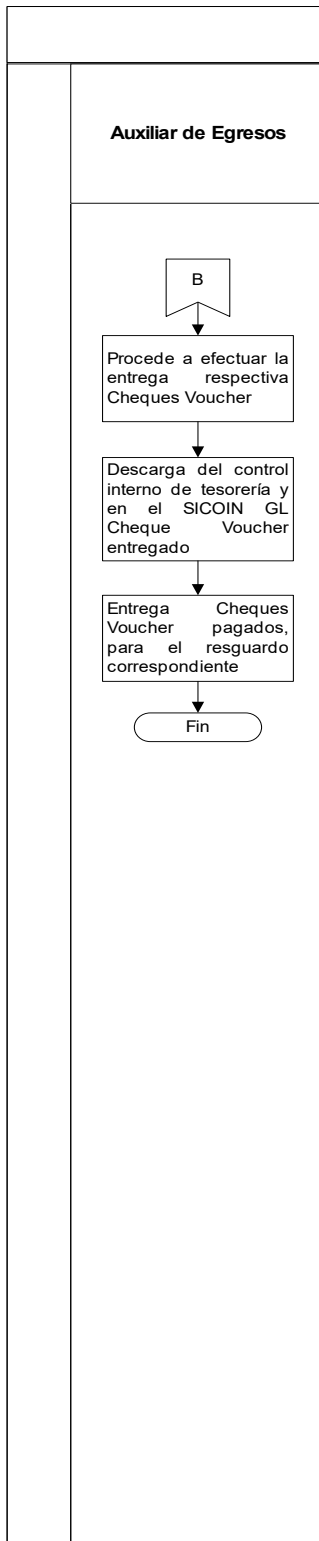 Auxiliar de Egresos
B
Procede a efectuar la
entrega respectiva
Cheques Voucher
Descarga del control
interno de tesorería y
en el SICOIN GL
Cheque Voucher
entregado
Entrega Cheques
Voucher pagados,
para el resguardo
correspondiente
Fin